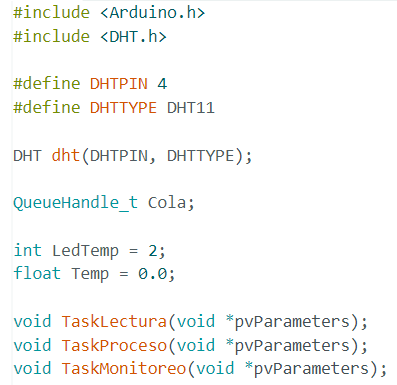 #include <Arduino.h>
#include <DHT.h>
#define DHTPIN 4
#define DHTTYPE DHT11
DHT dht(DHTPIN, DHTTYPE);
QueueHandle_t Cola;
int LedTemp = 2;
float Temp = 0.0;
void TaskLectura(void *pvParameters);
void TaskProceso(void *pvParameters);
void TaskMonitoreo(void *pvParameters);